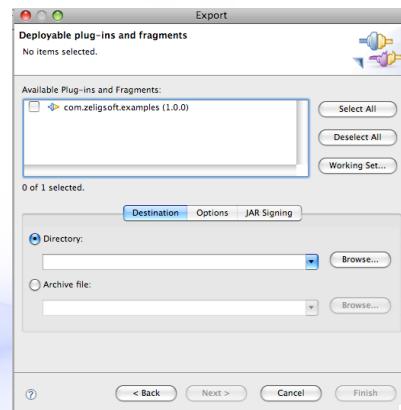 Export
Deployable plug-ins and fragments
No items selected.
Available Plug-ins and Fragments:
com.zeligsoft.examples (1.0.0)
Select All
Deselect All
Working Set...
0 of 1 selected.
Destination Options JAR Signing
Directory:
Browse...
Archive file:
Browse...
? < Back Next > Cancel Finish